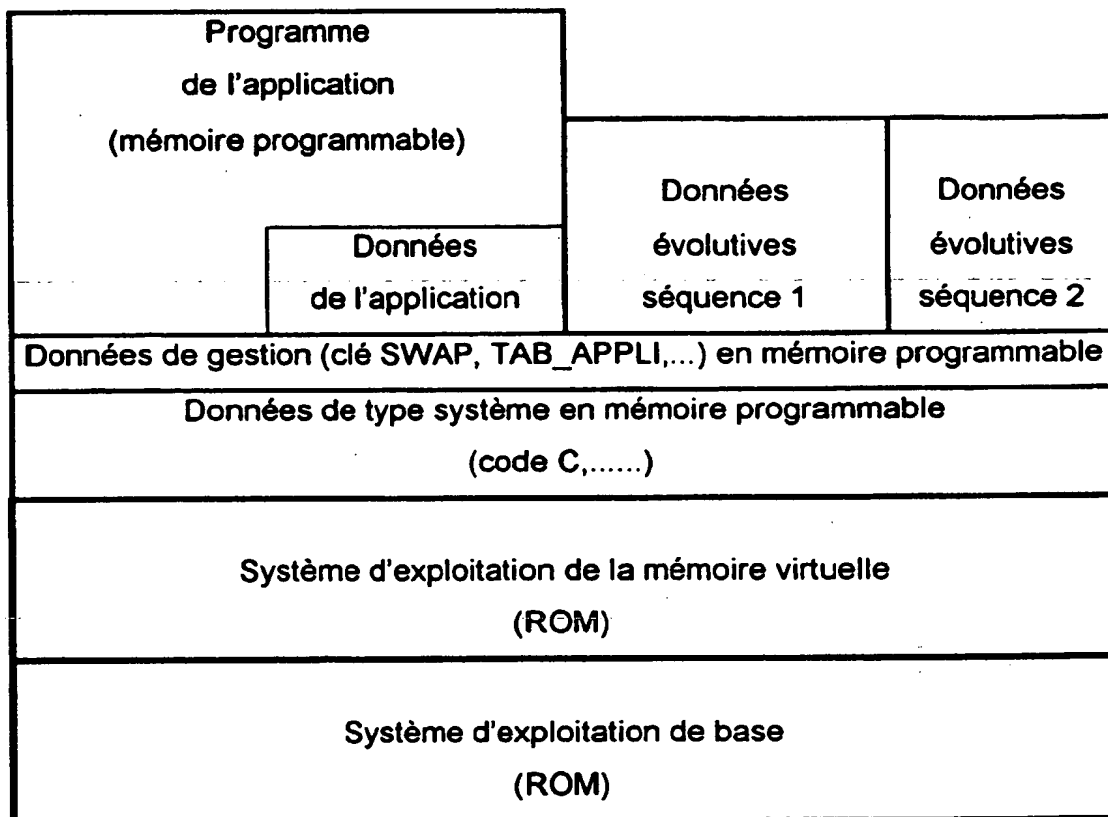 Programme
de l'application
(mémoire programmable)
Données
de l'application
Données
évolutives
séquence 1
Données
évolutives
séquence 2
Données de gestion (clé SWAP, TAB_APPLI,...) en mémoire programmable
Données de type système en mémoire programmable
(code C,......)
Système d'exploitation de la mémoire virtuelle
(ROM)
Système d'exploitation de base
(ROM)